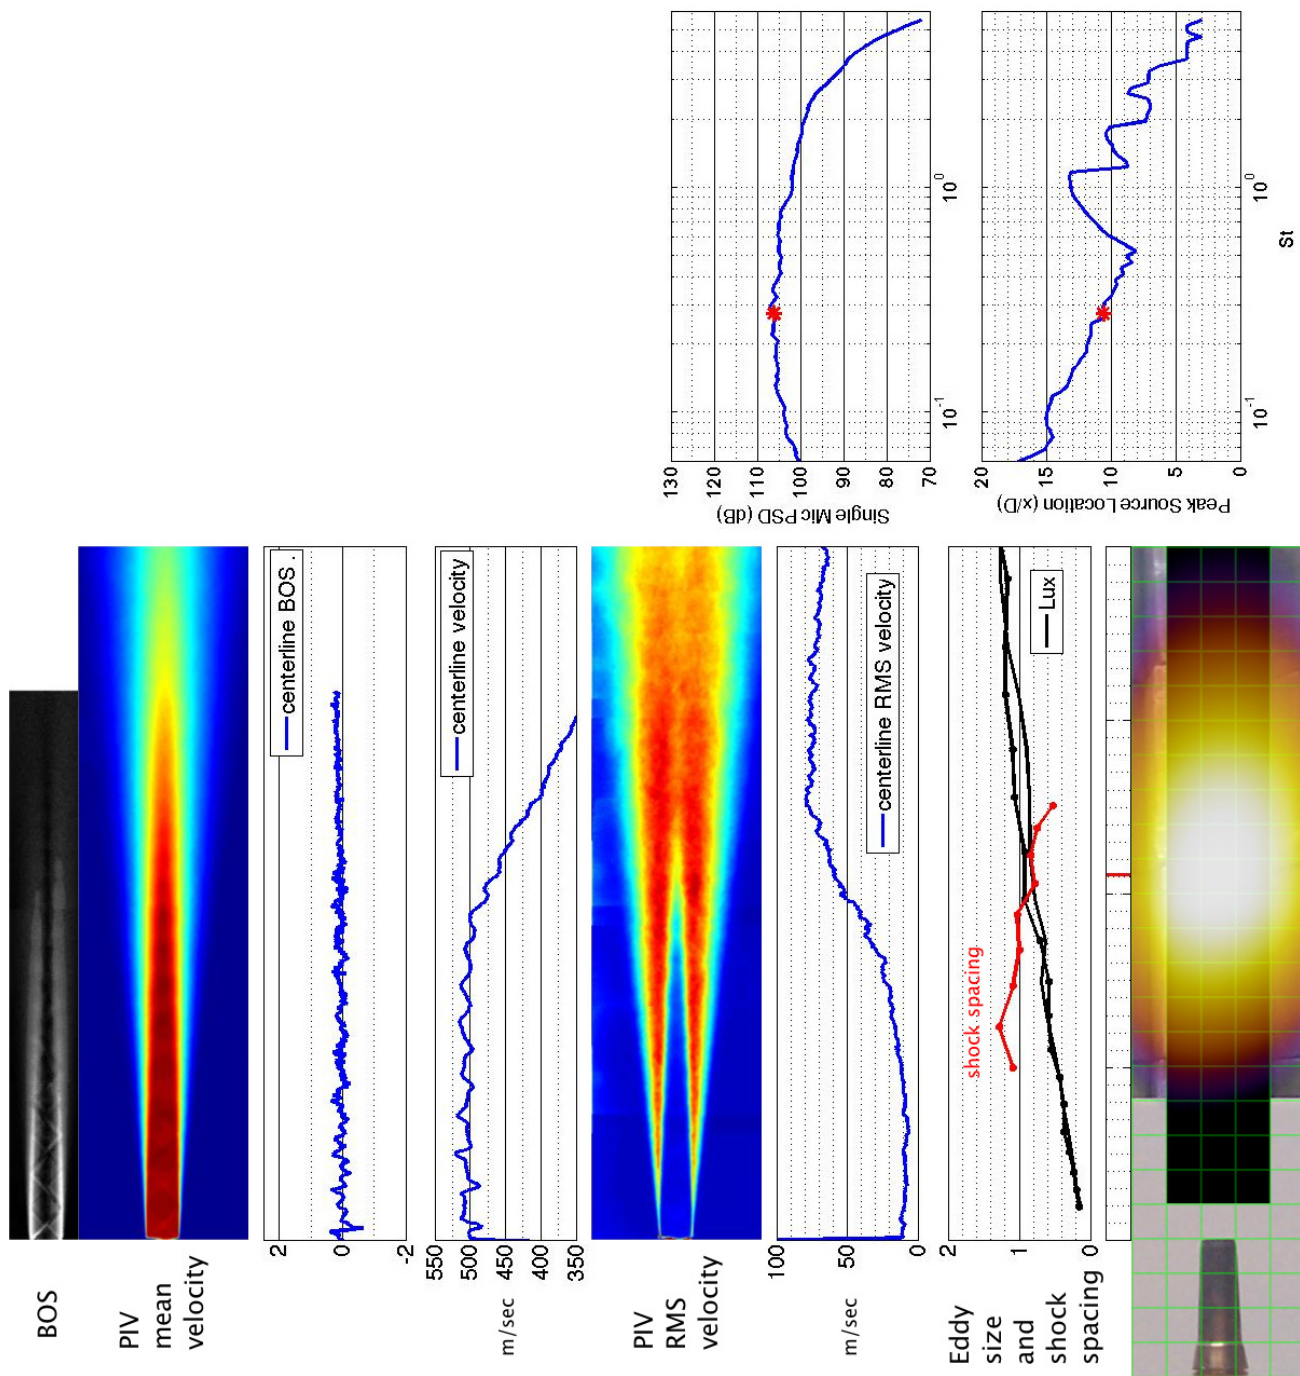 BOS
PIV
mean
velocity
2
0
-2
centerline BOS.
550
500
450
400
350
m/sec
centerline velocity
PIV
RMS
velocity
100
50
0
m/sec
centerline RMS velocity
Eddy
size
and
shock
spacing
2
1
0
shock spacing
Lux
130
120
110
100
90
80
70
Single Mic PSD (dB)
10-1
100
20
15
10
5
0
Peak Source Location (x/D)
10-1
100
St